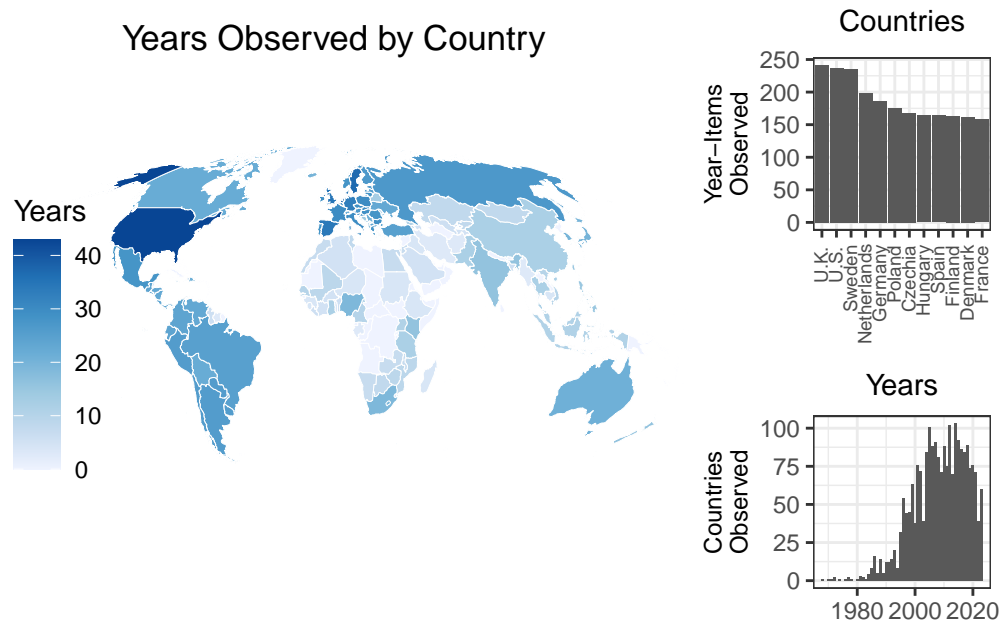 Years Observed by Country
Years
40
30
20
10
0
Countries
Year−Items
Observed
250
200
150
100
50
0
U.K.
U.S.
Sweden
Netherlands
Germany
Poland
Czechia
Hungary
Spain
Finland
Denmark
France
Years
Countries
Observed
100
75
50
25
0
1980 2000 2020